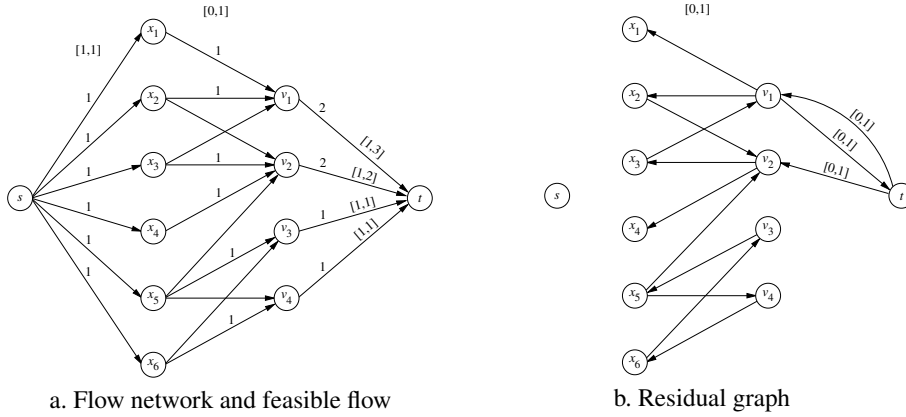 [0,1]
[1,1]
x1
1
1
x2
1
v1
2
1
[1,3]
1
x3
1
v2
2
[1,2]
s
1
x4
1
t
1
v3
1
[1,1]
1
1
[1,1]
x5
v4
1
1
x6
a. Flow network and feasible flow
[0,1]
x1
x2
v1
[0,1]
[0,1]
x3
v2
[0,1]
s
t
x4
v3
x5
v4
x6
b. Residual graph